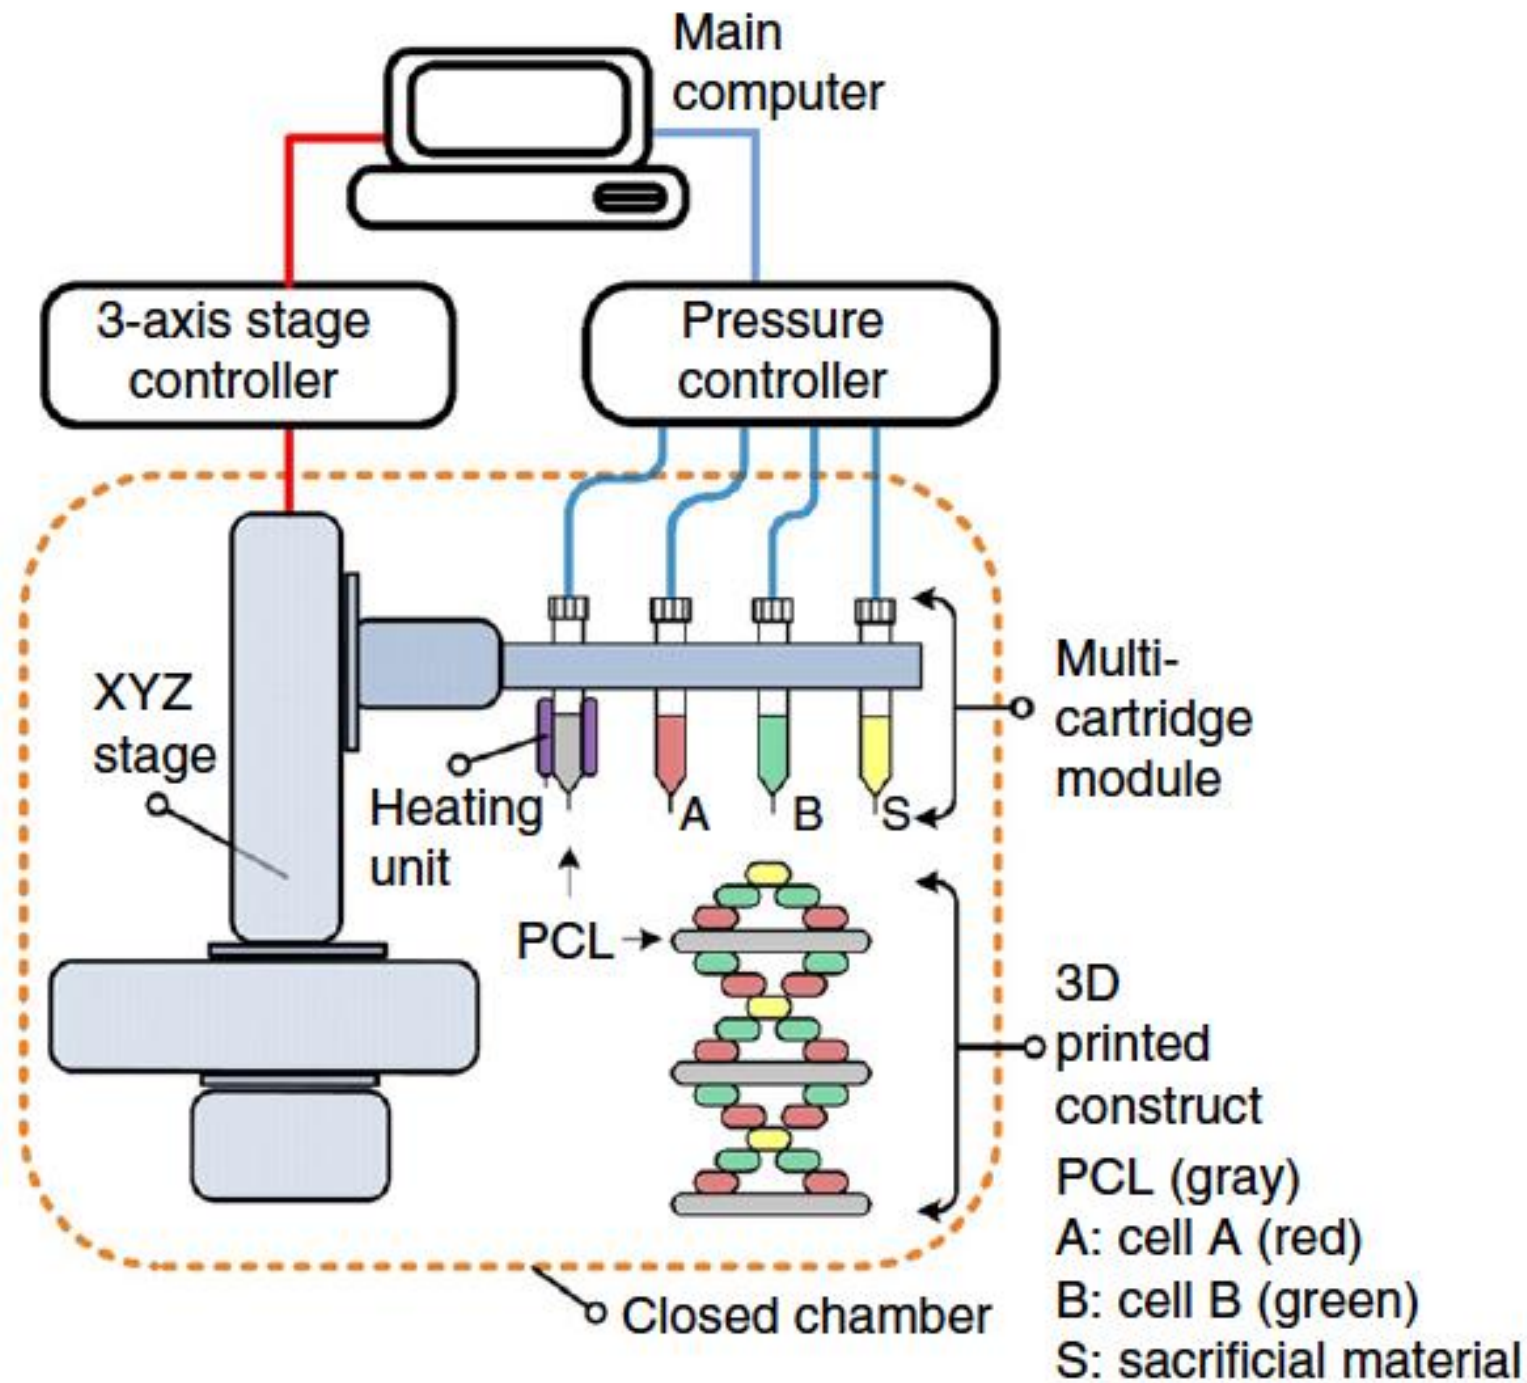 Main
computer
3-axis stage
controller
Pressure
controller
XYZ
stage
Heating
unit
A
B
S
Multi-
cartridge
module
PCL
3D
printed
construct
PCL (gray)
A: cell A (red)
B: cell B (green)
S: sacrificial material
Closed chamber